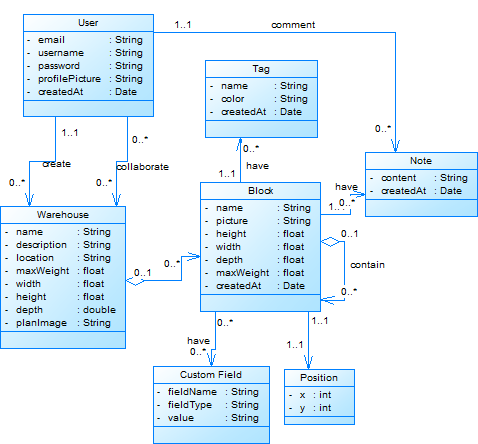 User
- email : String
- username : String
- password : String
- profilePicture : String
- createdAt : Date
1..1
comment
0..*
1..1
create
0..*
0..*
collaborate
0..*
Tag
- name : String
- color : String
- createdAt : Date
0..*
1..1
have
Note
- content : String
- createdAt : Date
have
0..*
Warehouse
- name : String
- description : String
- location : String
- maxWeight : float
- width : float
- height : float
- depth : double
- planImage : String
0..1
0..*
Block
- name : String
- picture : String
- height : float
- width : float
- depth : float
- maxWeight : float
- createdAt : Date
0..1
contain
0..*
0..*
have
0..*
1..1
1..1
Custom Field
- fieldName : String
- fieldType : String
- value : String
Position
- x : int
- y : int